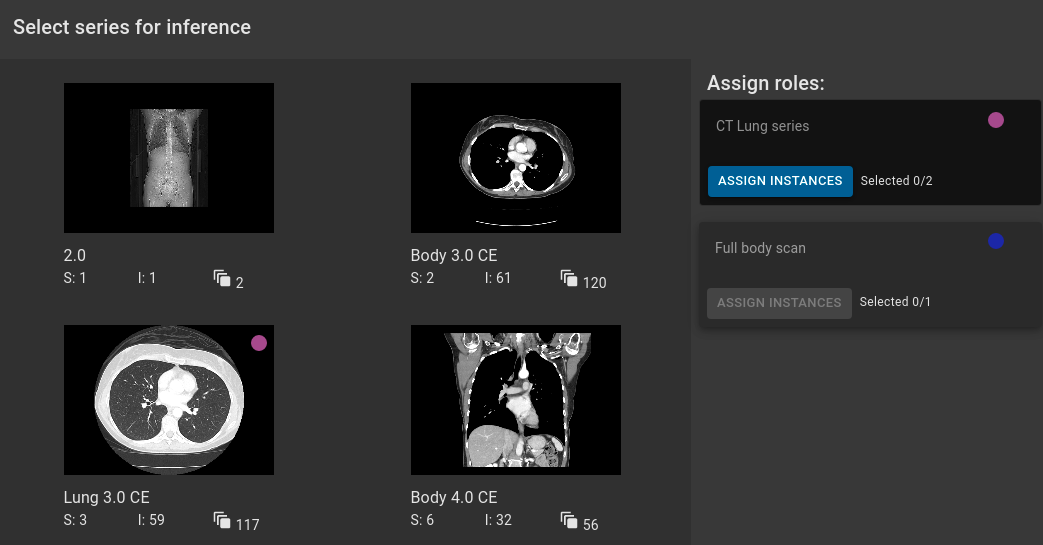 Select series for inference
2.0
S: 1 I: 1 2
Body 3.0 CE
S: 2 I: 61 120
Lung 3.0 CE
S: 3 I: 59 117
Body 4.0 CE
S: 6 I: 32 56
Assign roles:
CT Lung series
ASSIGN INSTANCES Selected 0/2
Full body scan
ASSIGN INSTANCES Selected 0/1